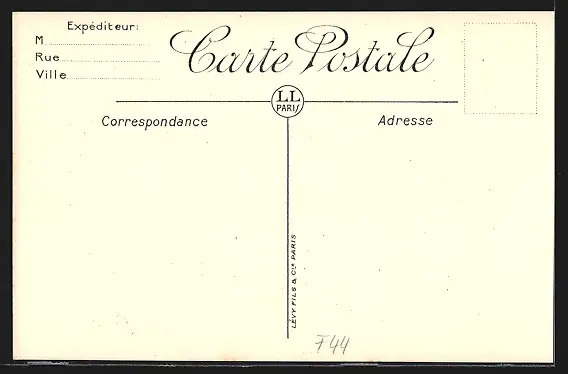 Expéditeur:
M
Rue
Ville
Carte Postale
LL
PARIS
Correspondance
Adresse
LÉVY FILS & Cie PARIS
F44